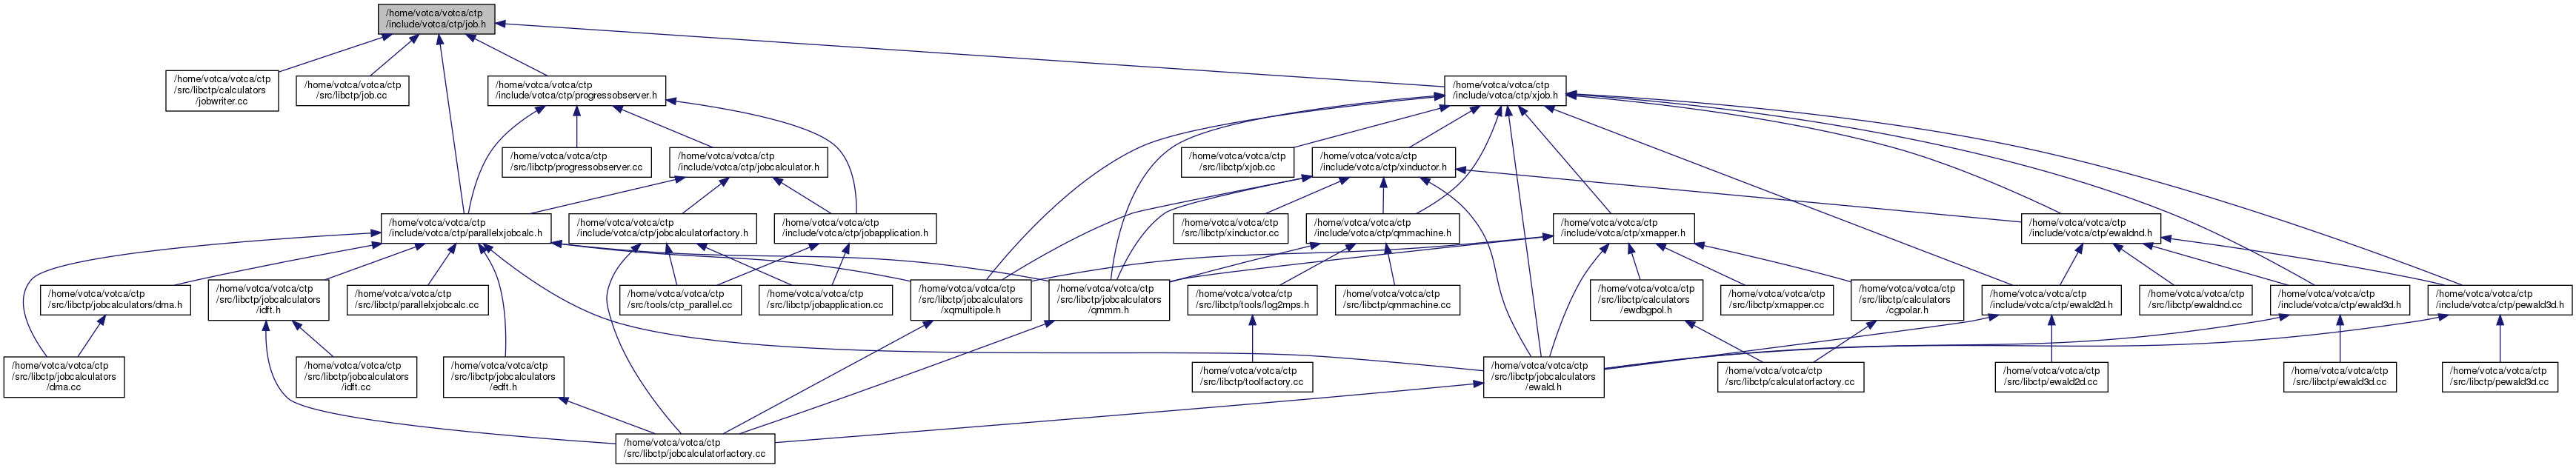 /home/votca/votca/ctp
/include/votca/ctp/job.h
/home/votca/votca/ctp
/src/libctp/calculators
/jobwriter.cc
/home/votca/votca/ctp
/src/libctp/job.cc
/home/votca/votca/ctp
/include/votca/ctp/progressobserver.h
/home/votca/votca/ctp
/include/votca/ctp/xjob.h
/home/votca/votca/ctp
/src/libctp/progressobserver.cc
/home/votca/votca/ctp
/include/votca/ctp/jobcalculator.h
/home/votca/votca/ctp
/src/libctp/xjob.cc
/home/votca/votca/ctp
/include/votca/ctp/xinductor.h
/home/votca/votca/ctp
/include/votca/ctp/parallelxjobcalc.h
/home/votca/votca/ctp
/include/votca/ctp/jobcalculatorfactory.h
/home/votca/votca/ctp
/include/votca/ctp/jobapplication.h
/home/votca/votca/ctp
/src/libctp/xinductor.cc
/home/votca/votca/ctp
/include/votca/ctp/qmmachine.h
/home/votca/votca/ctp
/include/votca/ctp/xmapper.h
/home/votca/votca/ctp
/include/votca/ctp/ewaldnd.h
/home/votca/votca/ctp
/src/libctp/jobcalculators/dma.h
/home/votca/votca/ctp
/src/libctp/jobcalculators
/idft.h
/home/votca/votca/ctp
/src/libctp/parallelxjobcalc.cc
/home/votca/votca/ctp
/src/tools/ctp_parallel.cc
/home/votca/votca/ctp
/src/libctp/jobapplication.cc
/home/votca/votca/ctp
/src/libctp/jobcalculators
/xqmultipole.h
/home/votca/votca/ctp
/src/libctp/jobcalculators
/qmmm.h
/home/votca/votca/ctp
/src/libctp/tools/log2mps.h
/home/votca/votca/ctp
/src/libctp/qmmachine.cc
/home/votca/votca/ctp
/src/libctp/calculators
/ewdbgpol.h
/home/votca/votca/ctp
/src/libctp/xmapper.cc
/home/votca/votca/ctp
/src/libctp/calculators
/cgpolar.h
/home/votca/votca/ctp
/include/votca/ctp/ewald2d.h
/home/votca/votca/ctp
/src/libctp/ewaldnd.cc
/home/votca/votca/ctp
/include/votca/ctp/ewald3d.h
/home/votca/votca/ctp
/include/votca/ctp/pewald3d.h
/home/votca/votca/ctp
/src/libctp/jobcalculators
/dma.cc
/home/votca/votca/ctp
/src/libctp/jobcalculators
/idft.cc
/home/votca/votca/ctp
/src/libctp/jobcalculators
/edft.h
/home/votca/votca/ctp
/src/libctp/toolfactory.cc
/home/votca/votca/ctp
/src/libctp/jobcalculators
/ewald.h
/home/votca/votca/ctp
/src/libctp/calculatorfactory.cc
/home/votca/votca/ctp
/src/libctp/ewald2d.cc
/home/votca/votca/ctp
/src/libctp/ewald3d.cc
/home/votca/votca/ctp
/src/libctp/pewald3d.cc
/home/votca/votca/ctp
/src/libctp/jobcalculatorfactory.cc